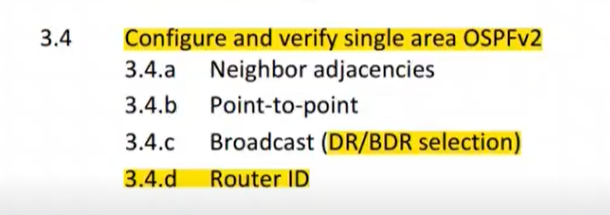 3.4 Configure and verify single area OSPFv2
3.4.a Neighbor adjacencies
3.4.b Point-to-point
3.4.c Broadcast (DR/BDR selection)
3.4.d Router ID